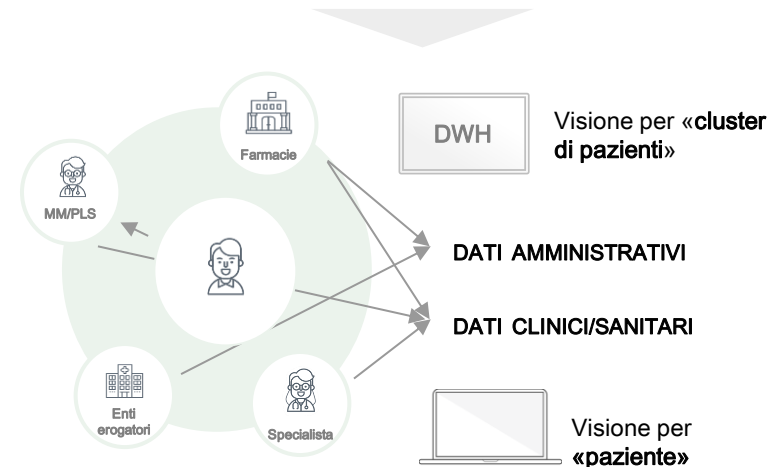 Farmacie
MM/PLS
Enti
erogatori
Specialista
DWH
Visione per «cluster
di pazienti»
DATI AMMINISTRATIVI
DATI CLINICI/SANITARI
Visione per
«paziente»